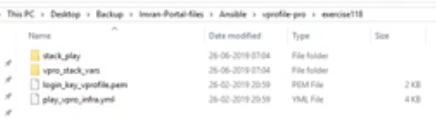 This PC > Desktop > Backup > Imran-Portal-files > Ansible > vprofile-pro > exercise118
Name Date modified Type Size
stack_play 26-06-2019 07:04 File folder
vpro_stack_vars 26-06-2019 07:04 File folder
login_key_vprofile.pem 26-02-2019 20:59 PEM File 2 KB
play_vpro_infra.yml 26-02-2019 20:59 YML File 4 KB